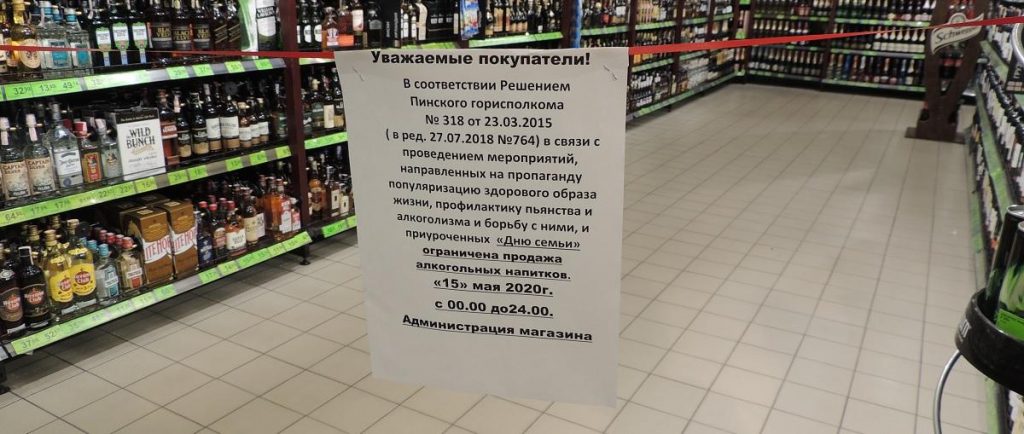 Уважаемые покупатели!
В соответствии Решением
Пинского горисполкома
№ 318 от 23.03.2015
( в ред. 27.07.2018 №764) в связи с
проведением мероприятий,
направленных на пропаганду
популяризацию здорового образа
жизни, профилактику пьянства и
алкоголизма и борьбу с ними, и
приуроченных «Дню семьи»
ограничена продажа
алкогольных напитков.
«15» мая 2020г.
с 00.00 до24.00.
Администрация магазина
WILD
BUNCH